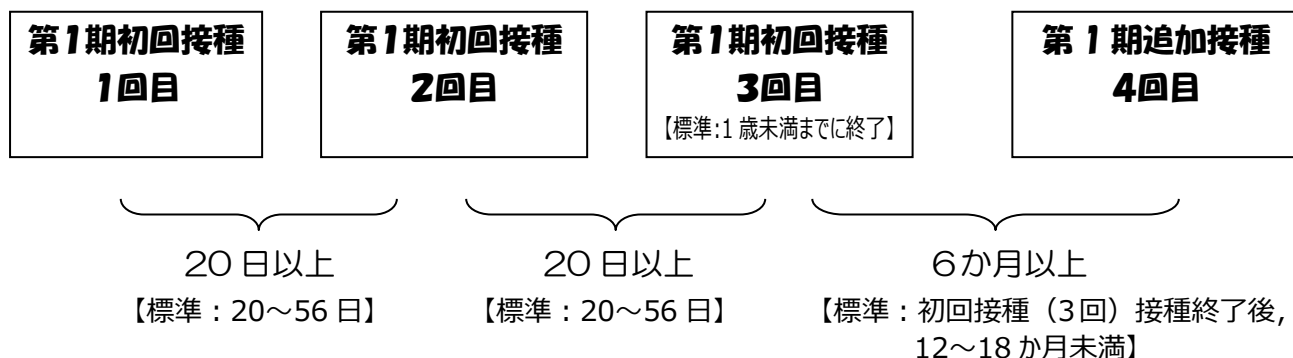 第1期初回接種
1回目
第1期初回接種
2回目
第1期初回接種
3回目
【標準:1歳未満までに終了】
第1期追加接種
4回目
20日以上
【標準：20～56日】
20日以上
【標準：20～56日】
6か月以上
【標準：初回接種（3回）接種終了後，
12～18か月未満】